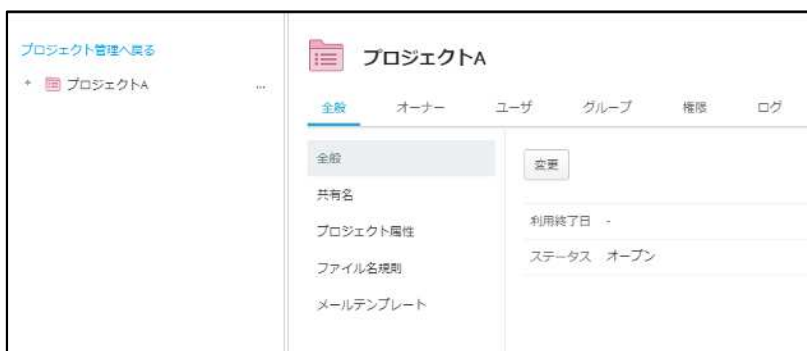 プロジェクト管理へ戻る
+ プロジェクトA ...
プロジェクトA
全般 オーナー ユーザ グループ 権限 ログ
全般
共有名
プロジェクト属性
ファイル名規則
メールテンプレート
変更
利用終了日 -
ステータス オープン